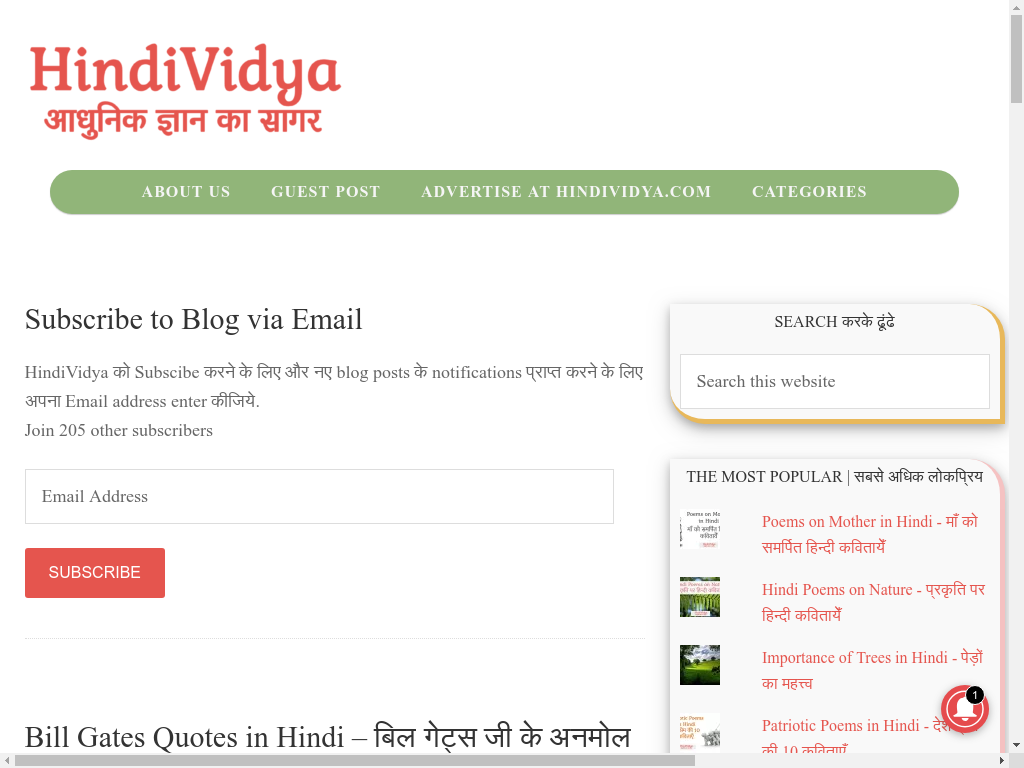 HindiVidya
आधुनिक ज्ञान का सागर
ABOUT US GUEST POST ADVERTISE AT HINDIVIDYA.COM CATEGORIES
Subscribe to Blog via Email
HindiVidya को Subscibe करने के लिए और नए blog posts के notifications प्राप्त करने के लिए
अपना Email address enter कीजिये.
Join 205 other subscribers
Email Address
SUBSCRIBE
Bill Gates Quotes in Hindi – बिल गेट्स जी के अनमोल
SEARCH करके ढूंढे
Search this website
THE MOST POPULAR | सबसे अधिक लोकप्रिय
Poems on Mother in Hindi - माँ को
समर्पित हिन्दी कवितायेँ
Hindi Poems on Nature - प्रकृति पर
हिन्दी कवितायेँ
Importance of Trees in Hindi - पेड़ों
का महत्त्व
Patriotic Poems in Hindi -
की 10 कविताएँ
1